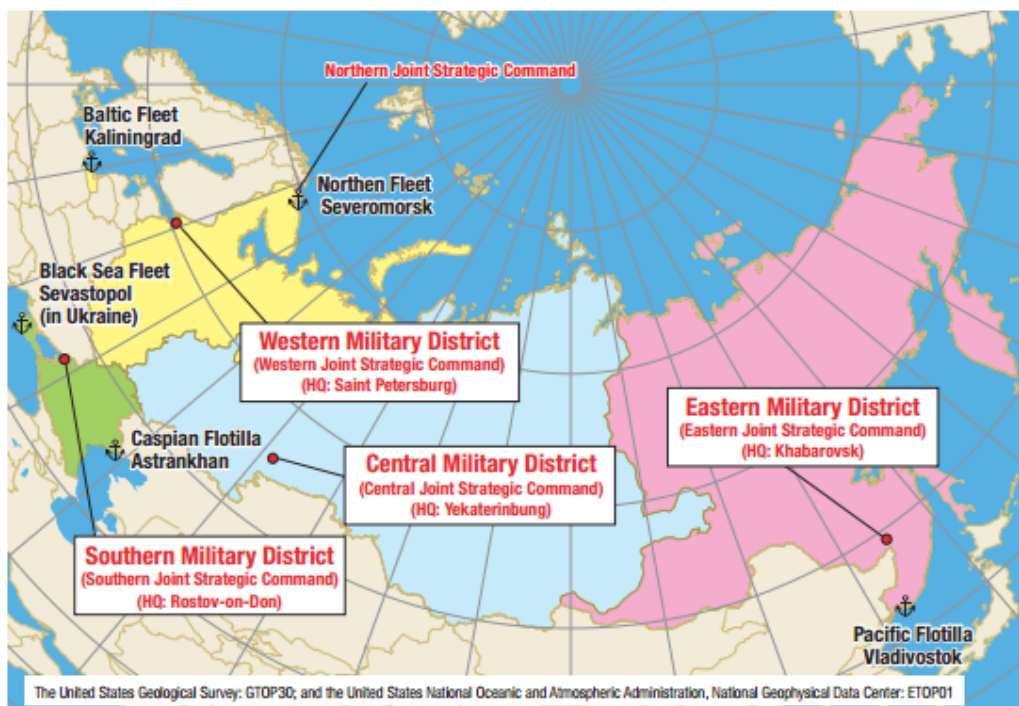 Northern Joint Strategic Command
Baltic Fleet
Kaliningrad
Northen Fleet
Severomorsk
Black Sea Fleet
Sevastopol
(in Ukraine)
Western Military District
(Western Joint Strategic Command)
(HQ: Saint Petersburg)
Eastern Military District
(Eastern Joint Strategic Command)
(HQ: Khabarovsk)
Caspian Flotilla
Astrankhan
Central Military District
(Central Joint Strategic Command)
(HQ: Yekaterinbung)
Southern Military District
(Southern Joint Strategic Command)
(HQ: Rostov-on-Don)
Pacific Flotilla
Vladivostok
The United States Geological Survey: GTOP30; and the United States National Oceanic and Atmospheric Administration, National Geophysical Data Center: ETOP01